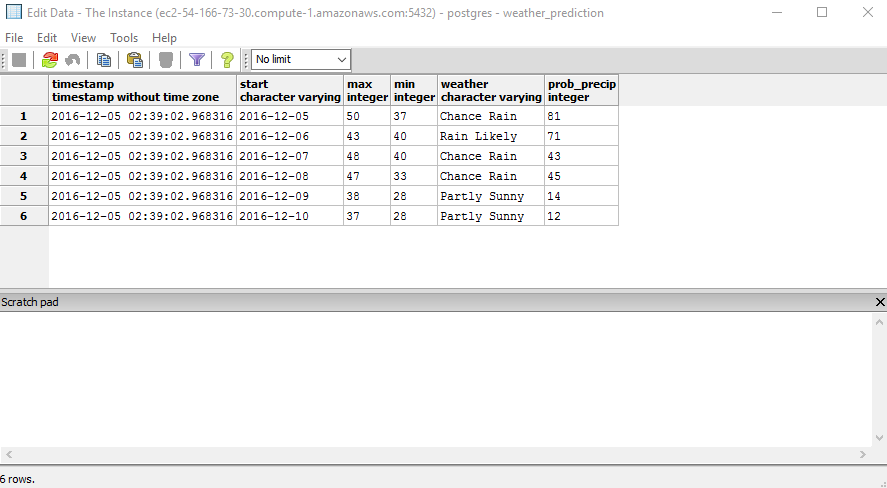 Edit Data - The Instance (ec2-54-166-73-30.compute-1.amazonaws.com:5432) - postgres - weather_prediction
File Edit View Tools Help
No limit
timestamp start max min weather prob_precip
timestamp without time zone character varying integer integer character varying integer
1 2016-12-05 02:39:02.968316 2016-12-05 50 37 Chance Rain 81
2 2016-12-05 02:39:02.968316 2016-12-06 43 40 Rain Likely 71
3 2016-12-05 02:39:02.968316 2016-12-07 48 40 Chance Rain 43
4 2016-12-05 02:39:02.968316 2016-12-08 47 33 Chance Rain 45
5 2016-12-05 02:39:02.968316 2016-12-09 38 28 Partly Sunny 14
6 2016-12-05 02:39:02.968316 2016-12-10 37 28 Partly Sunny 12
Scratch pad
6 rows.